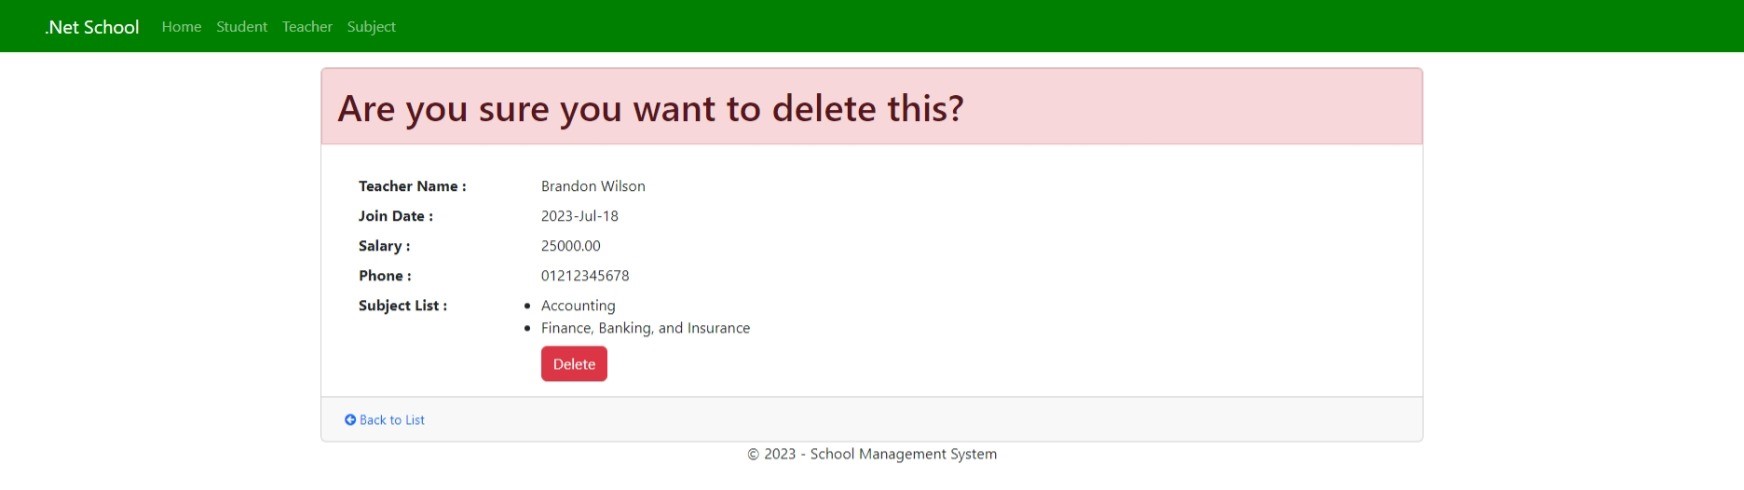 .Net School Home Student Teacher Subject
Are you sure you want to delete this?
Teacher Name : Brandon Wilson
Join Date : 2023-Jul-18
Salary : 25000.00
Phone : 01212345678
Subject List : • Accounting
• Finance, Banking, and Insurance
Delete
Back to List
© 2023 - School Management System